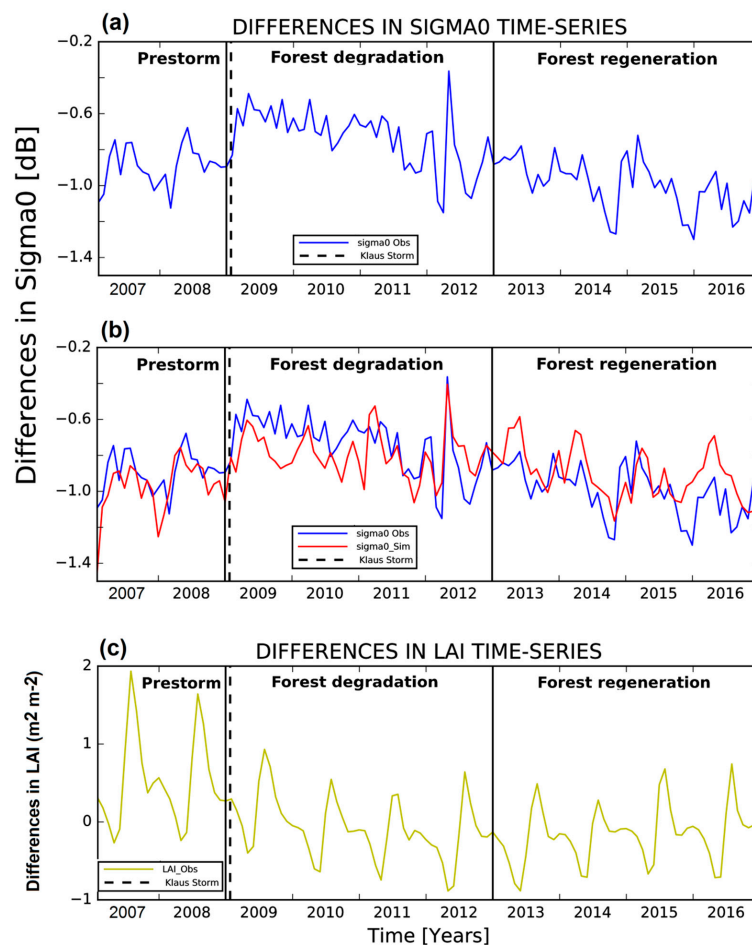 (a)
DIFFERENCES IN SIGMA0 TIME-SERIES
Differences in Sigma0 [dB]
−0.2
−0.6
−1.0
−1.4
Prestorm
Forest degradation
Forest regeneration
sigma0 Obs
Klaus Storm
2007 2008 2009 2010 2011 2012 2013 2014 2015 2016
(b)
−0.2
−0.6
−1.0
−1.4
Prestorm
Forest degradation
Forest regeneration
sigma0 Obs
sigma0_Sim
Klaus Storm
2007 2008 2009 2010 2011 2012 2013 2014 2015 2016
(c)
DIFFERENCES IN LAI TIME-SERIES
Differences in LAI (m2 m-2)
2
1
0
−1
Prestorm
Forest degradation
Forest regeneration
LAI_Obs
Klaus Storm
2007 2008 2009 2010 2011 2012 2013 2014 2015 2016
Time [Years]